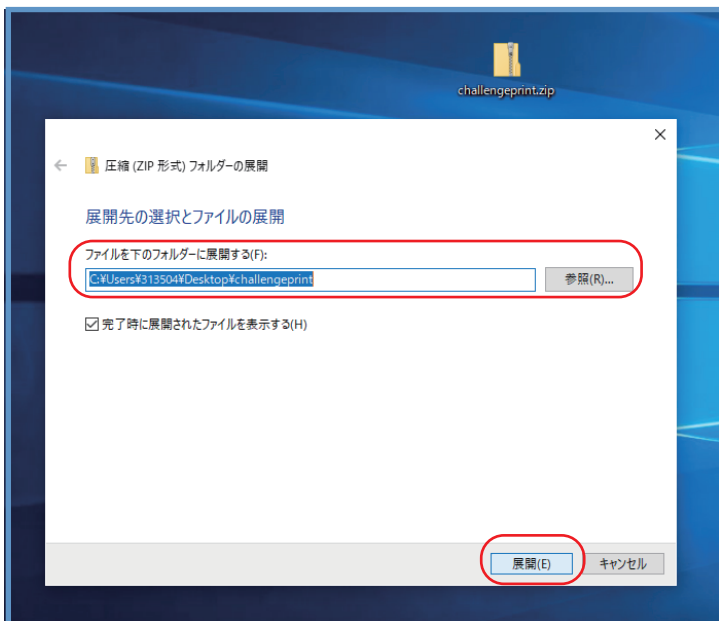 challengeprint.zip
圧縮 (ZIP 形式) フォルダーの展開
展開先の選択とファイルの展開
ファイルを下のフォルダーに展開する(F):
C:¥Users¥313504¥Desktop¥challengeprint
参照(R)...
完了時に展開されたファイルを表示する(H)
展開(E)
キャンセル